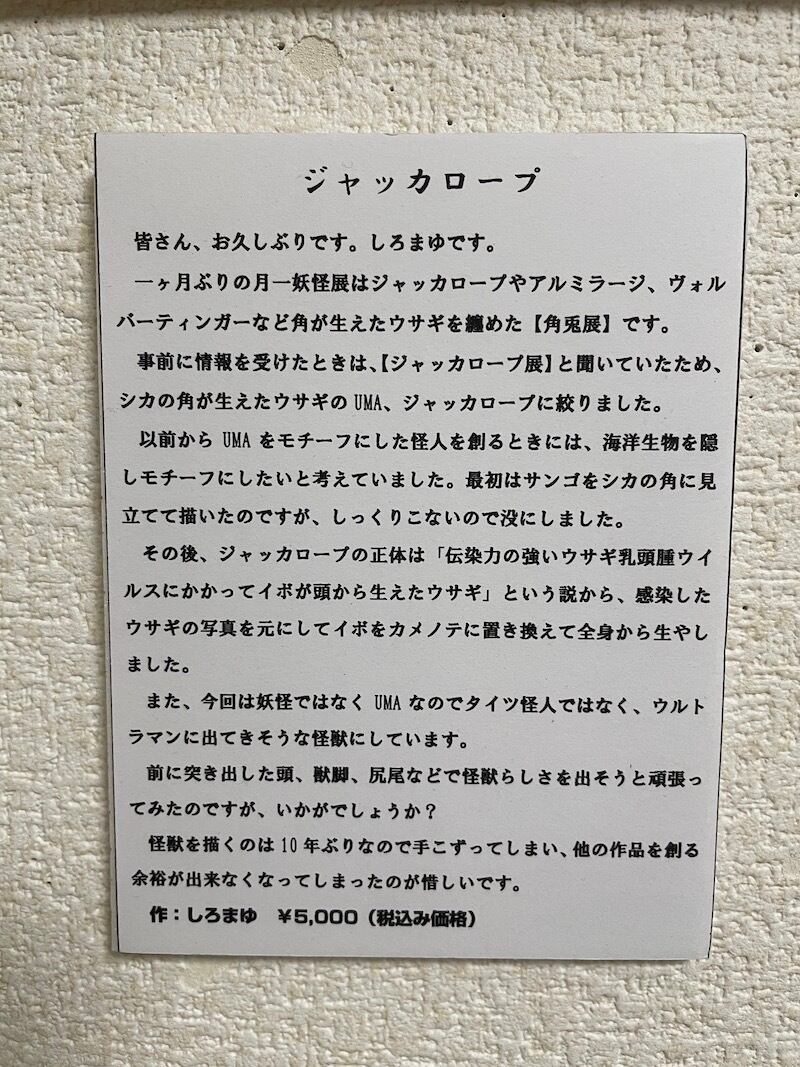 ジャッカロープ
皆さん、お久しぶりです。しろまゆです。
一ヶ月ぶりの月一妖怪展はジャッカロープやアルミラージ、ヴォル
パーティンガーなど角が生えたウサギを纏めた【角兎展】です。
事前に情報を受けたときは、【ジャッカロープ展】と聞いていたため、
シカの角が生えたウサギの UMA、ジャッカロープに絞りました。
以前から UMA をモチーフにした怪人を創るときには、海洋生物を隠
しモチーフにしたいと考えていました。最初はサンゴをシカの角に見
立てて描いたのですが、しっくりこないので没にしました。
その後、ジャッカロープの正体は「伝染力の強いウサギ乳頭腫ウイ
ルスにかかってイボが頭から生えたウサギ」という説から、感染した
ウサギの写真を元にしてイボをカメノテに置き換えて全身から生やし
ました。
また、今回は妖怪ではなく UMA なのでタイツ怪人ではなく、ウルト
ラマンに出てきそうな怪獣にしています。
前に突き出した頭、獣脚、尻尾などで怪獣らしさを出そうと頑張っ
てみたのですが、いかがでしょうか？
怪獣を描くのは 10 年ぶりなので手こずってしまい、他の作品を創る
余裕が出来なくなってしまったのが惜しいです。
作：しろまゆ　￥5,000（税込み価格）